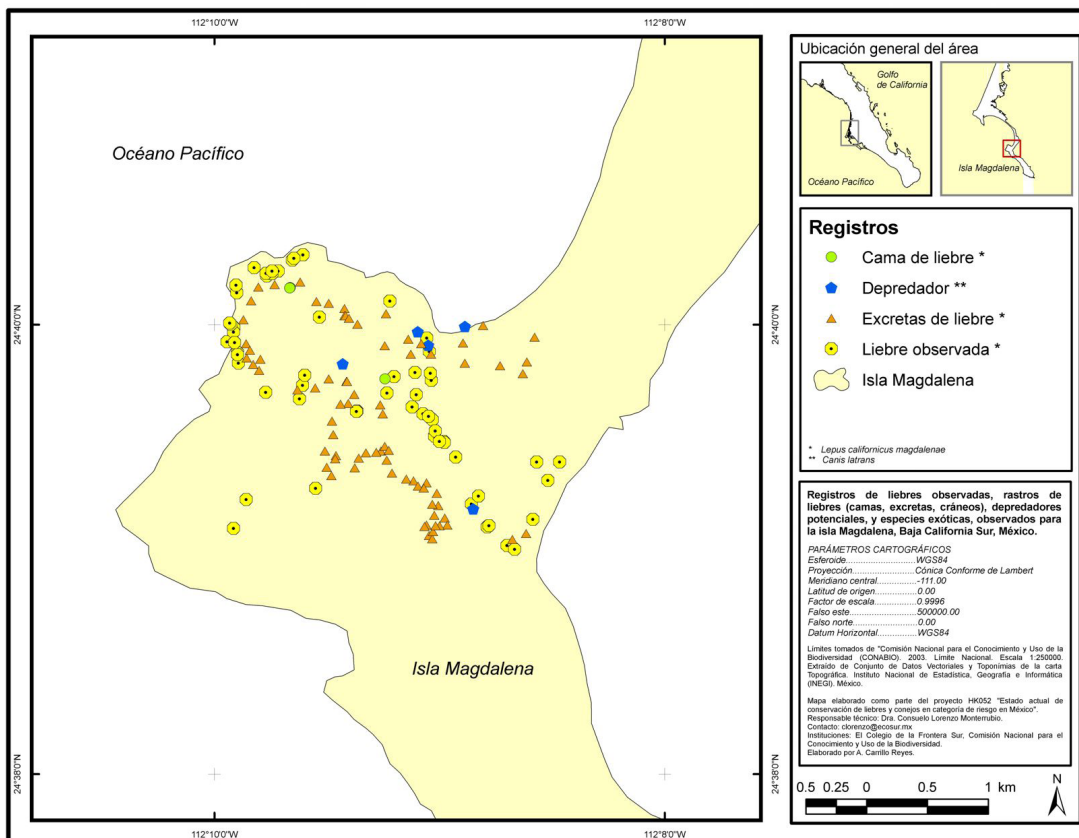 112°10'0"W
112°8'0"W
Océano Pacífico
24°40'0"N
24°40'0"N
Isla Magdalena
24°38'0"N
24°38'0"N
112°10'0"W
112°8'0"W
Ubicación general del área
Golfo
de California
Océano Pacífico
Isla Magdalena
Registros
Cama de liebre *
Depredador **
Excretas de liebre *
Liebre observada *
Isla Magdalena
* Lepus californicus magdalenae
** Canis latrans
Registros de liebres observadas, rastros de
liebres (camas, excretas, cráneos), depredadores
potenciales, y especies exóticas, observados para
la isla Magdalena, Baja California Sur, México.
PARÁMETROS CARTOGRÁFICOS
Esferoide............................WGS84
Proyección.......................Cónica Conforme de Lambert
Meridiano central..............-111.00
Latitud de origen...............0.00
Factor de escala...............0.9996
Falso este.........................500000.00
Falso norte........................0.00
Datum Horizontal..............WGS84
Límites tomados de "Comisión Nacional para el Conocimiento y Uso de la
Biodiversidad (CONABIO). 2003. Límite Nacional. Escala 1:250000.
Extraído de Conjunto de Datos Vectoriales y Toponimias de la carta
Topográfica. Instituto Nacional de Estadística, Geografía e Informática
(INEGI). México.
Mapa elaborado como parte del proyecto HK052 "Estado actual de
conservación de liebres y conejos en categoría de riesgo en México".
Responsable técnico: Dra. Consuelo Lorenzo Monterrubio.
Contacto: clorenzo@ecosur.mx
Instituciones: El Colegio de la Frontera Sur, Comisión Nacional para el
Conocimiento y Uso de la Biodiversidad.
Elaborado por A. Carrillo Reyes.
0.5 0.25 0 0.5 1 km
N